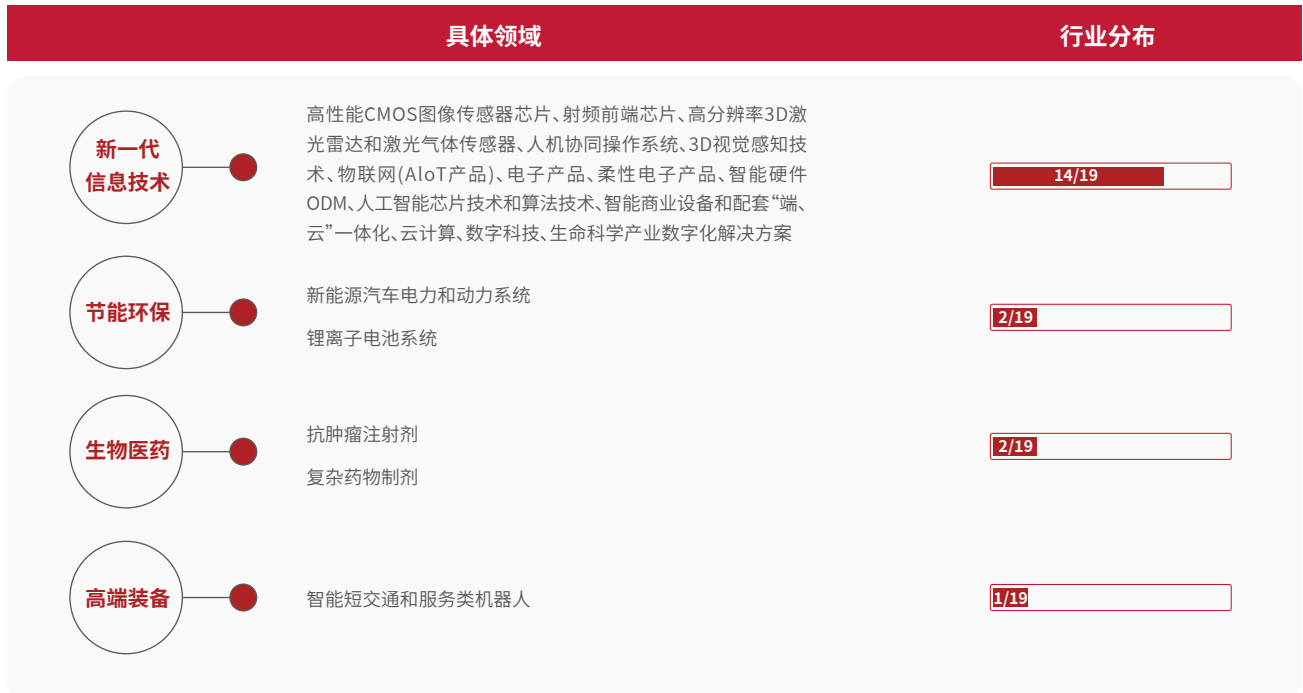 具体领域 行业分布
新一代
信息技术
高性能CMOS图像传感器芯片、射频前端芯片、高分辨率3D激
光雷达和激光气体传感器、人机协同操作系统、3D视觉感知技
术、物联网(AloT产品)、电子产品、柔性电子产品、智能硬件
ODM、人工智能芯片技术和算法技术、智能商业设备和配套“端、
云”一体化、云计算、数字科技、生命科学产业数字化解决方案
14/19
节能环保
新能源汽车电力和动力系统
锂离子电池系统
2/19
生物医药
抗肿瘤注射剂
复杂药物制剂
2/19
高端装备
智能短交通和服务类机器人
1/19